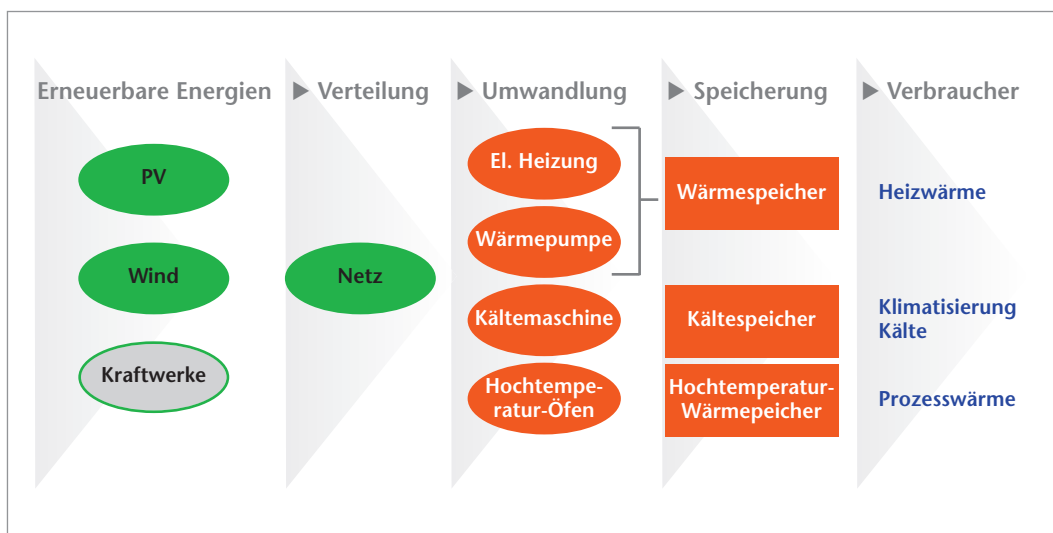 Erneuerbare Energien ▶ Verteilung ▶ Umwandlung ▶ Speicherung ▶ Verbraucher
PV
Wind
Kraftwerke
Netz
El. Heizung
Wärmepumpe
Kältemaschine
Hochtempe-
ratur-Öfen
Wärmespeicher
Kältespeicher
Hochtemperatur-
Wärmepeicher
Heizwärme
Klimatisierung
Kälte
Prozesswärme